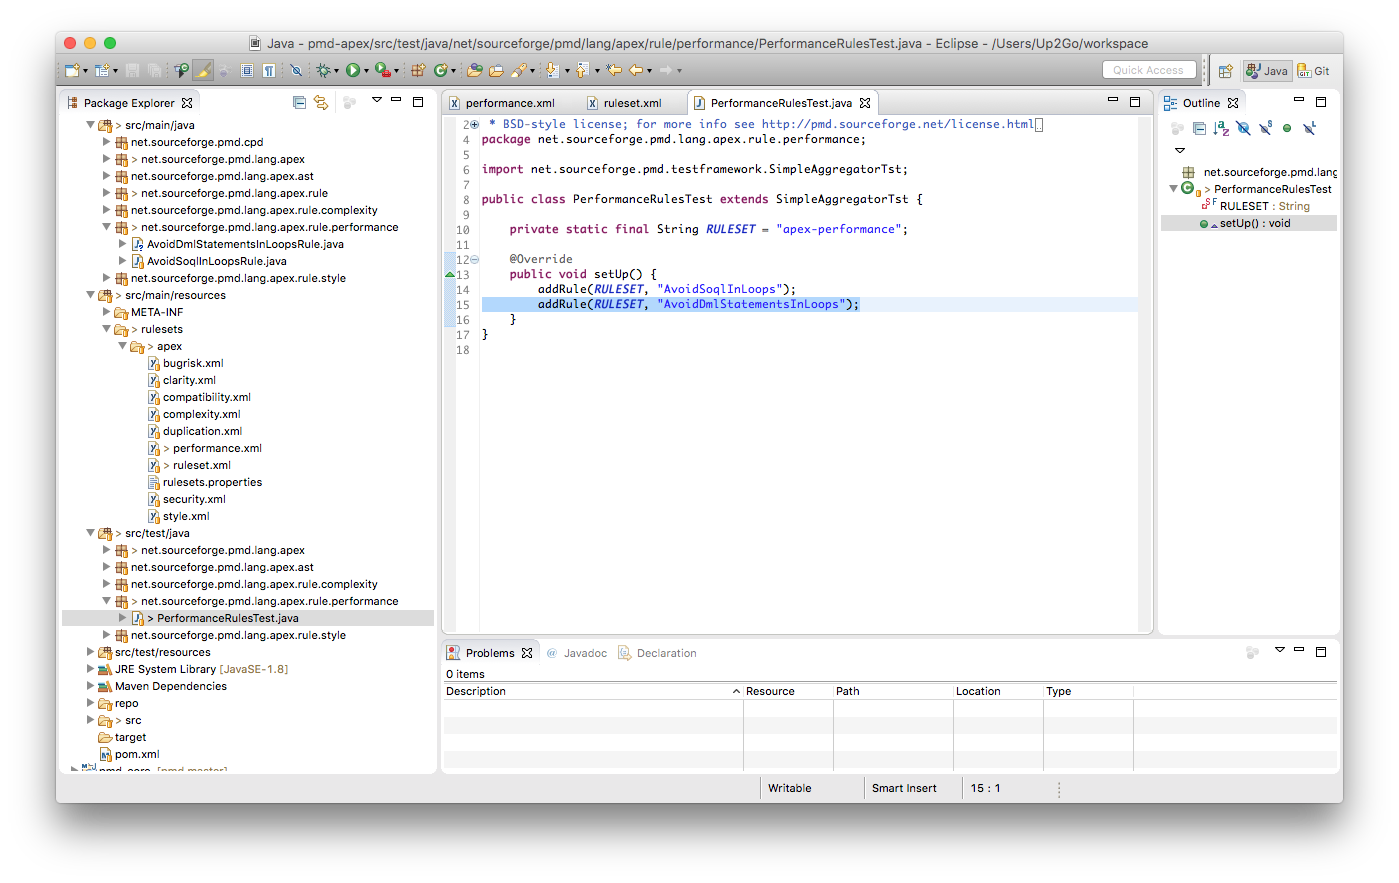 Java - pmd-apex/src/test/java/net/sourceforge/pmd/lang/apex/rule/performance/PerformanceRulesTest.java - Eclipse - /Users/Up2Go/workspace
Quick Access
Java
Git
Package Explorer
> src/main/java
net.sourceforge.pmd.cpd
> net.sourceforge.pmd.lang.apex
net.sourceforge.pmd.lang.apex.ast
> net.sourceforge.pmd.lang.apex.rule
net.sourceforge.pmd.lang.apex.rule.complexity
> net.sourceforge.pmd.lang.apex.rule.performance
AvoidDmlStatementsInLoopsRule.java
AvoidSoqlInLoopsRule.java
net.sourceforge.pmd.lang.apex.rule.style
> src/main/resources
META-INF
> rulesets
> apex
bugrisk.xml
clarity.xml
compatibility.xml
complexity.xml
duplication.xml
> performance.xml
> ruleset.xml
rulesets.properties
security.xml
style.xml
> src/test/java
> net.sourceforge.pmd.lang.apex
net.sourceforge.pmd.lang.apex.ast
net.sourceforge.pmd.lang.apex.rule.complexity
> net.sourceforge.pmd.lang.apex.rule.performance
> PerformanceRulesTest.java
net.sourceforge.pmd.lang.apex.rule.style
src/test/resources
JRE System Library [JavaSE-1.8]
Maven Dependencies
repo
> src
target
pom.xml
pmd-core [pmd master]
performance.xml
ruleset.xml
PerformanceRulesTest.java
2 * BSD-style license; for more info see http://pmd.sourceforge.net/license.html
4 package net.sourceforge.pmd.lang.apex.rule.performance;
5
6 import net.sourceforge.pmd.testframework.SimpleAggregatorTst;
7
8 public class PerformanceRulesTest extends SimpleAggregatorTst {
9
10 private static final String RULESET = "apex-performance";
11
12 @Override
13 public void setUp() {
14 addRule(RULESET, "AvoidSoqlInLoops");
15 addRule(RULESET, "AvoidDmlStatementsInLoops");
16 }
17 }
18
Outline
net.sourceforge.pmd.lang
> PerformanceRulesTest
RULESET : String
setUp() : void
Problems
@ Javadoc
Declaration
0 items
Description
Resource
Path
Location
Type
Writable
Smart Insert
15 : 1